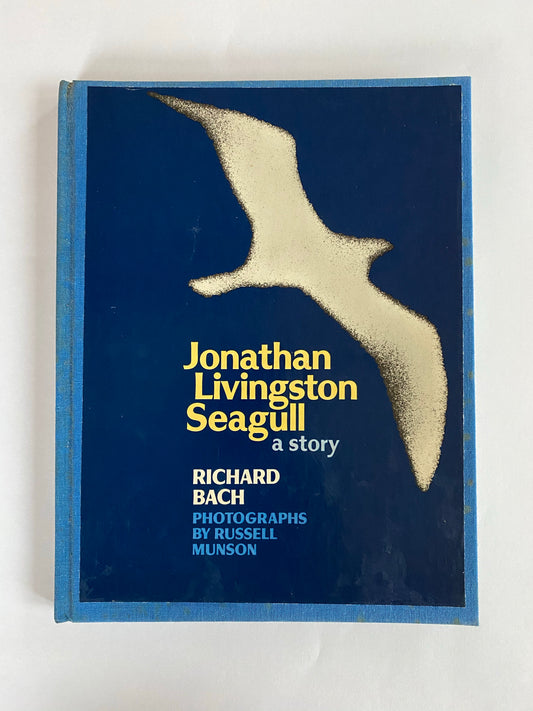 Jonathan
Livingston
Seagull
a story
RICHARD
BACH
PHOTOGRAPHS
BY RUSSELL
MUNSON